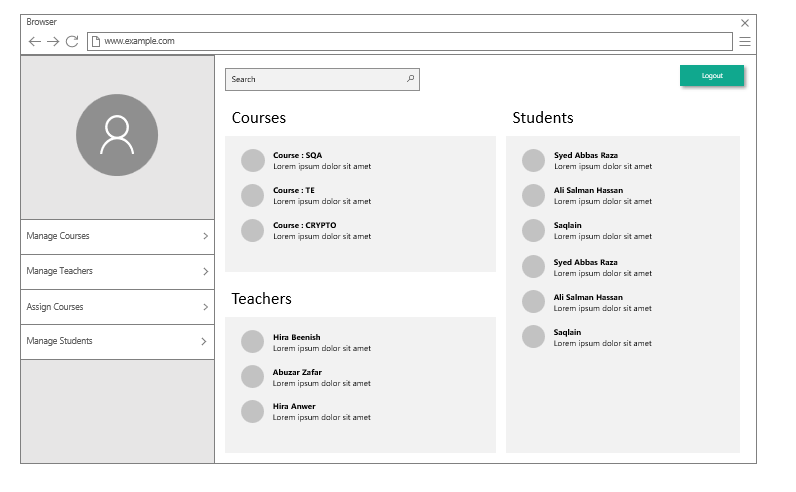 Browser
www.example.com
Search
Logout
Manage Courses
Manage Teachers
Assign Courses
Manage Students
Courses
Course : SQA
Lorem ipsum dolor sit amet
Course : TE
Lorem ipsum dolor sit amet
Course : CRYPTO
Lorem ipsum dolor sit amet
Teachers
Hira Beenish
Lorem ipsum dolor sit amet
Abuzar Zafar
Lorem ipsum dolor sit amet
Hira Anwer
Lorem ipsum dolor sit amet
Students
Syed Abbas Raza
Lorem ipsum dolor sit amet
Ali Salman Hassan
Lorem ipsum dolor sit amet
Saqlain
Lorem ipsum dolor sit amet
Syed Abbas Raza
Lorem ipsum dolor sit amet
Ali Salman Hassan
Lorem ipsum dolor sit amet
Saqlain
Lorem ipsum dolor sit amet